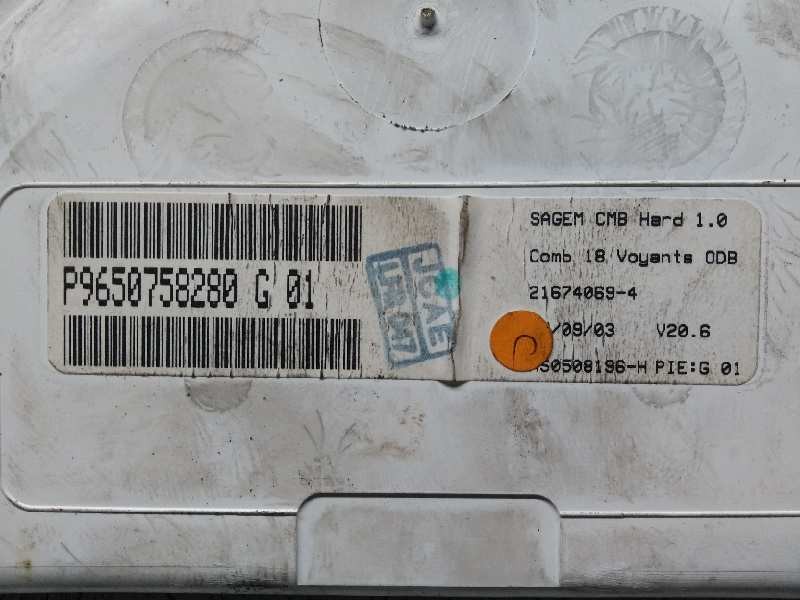 P9650758280 G 01
SAGEM CMB Hard 1.0
Comb 18 Voyants ODB
21674069-4
/09/03 V20.6
S0508196-H PIE:G 01